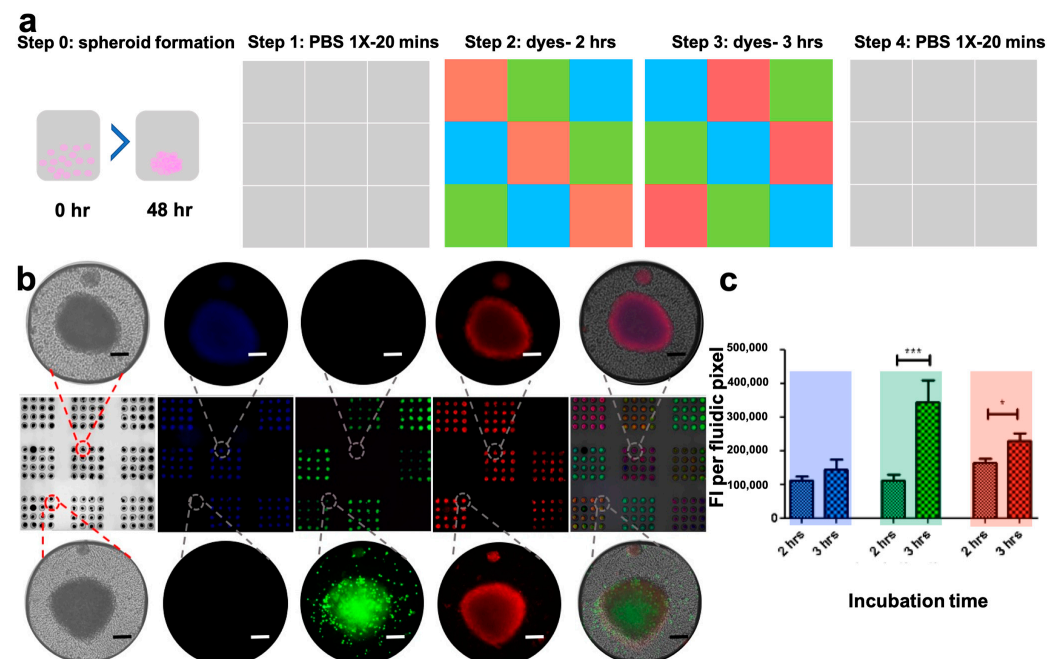 a
Step 0: spheroid formation
Step 1: PBS 1X-20 mins
Step 2: dyes- 2 hrs
Step 3: dyes- 3 hrs
Step 4: PBS 1X-20 mins
0 hr
48 hr
b
c
FI per fluidic pixel
500,000
400,000
300,000
200,000
100,000
0
***
*
2 hrs
3 hrs
2 hrs
3 hrs
2 hrs
3 hrs
Incubation time